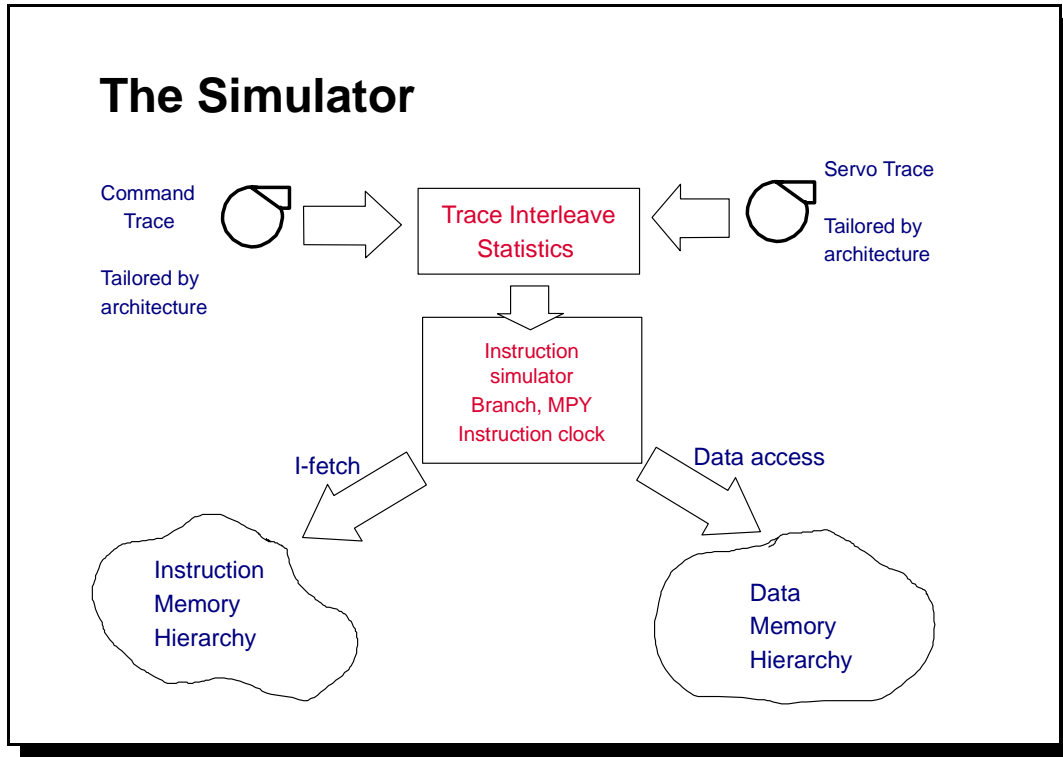 The Simulator
Command
Trace
Tailored by
architecture
Trace Interleave
Statistics
Servo Trace
Tailored by
architecture
Instruction
simulator
Branch, MPY
Instruction clock
I-fetch
Data access
Instruction
Memory
Hierarchy
Data
Memory
Hierarchy